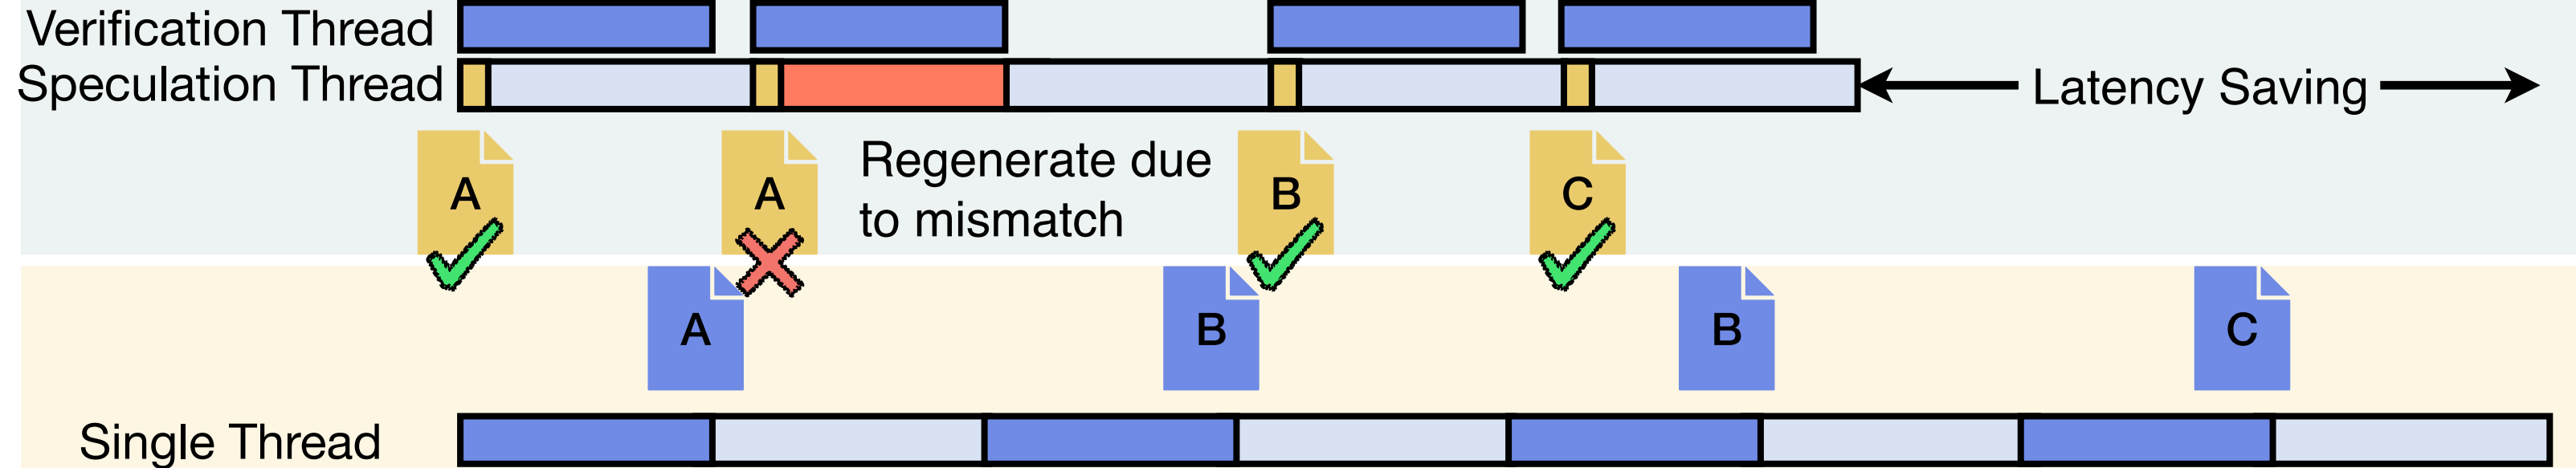 Verification Thread
Speculation Thread
Latency Saving
A
A
Regenerate due
to mismatch
B
C
A
B
B
C
Single Thread